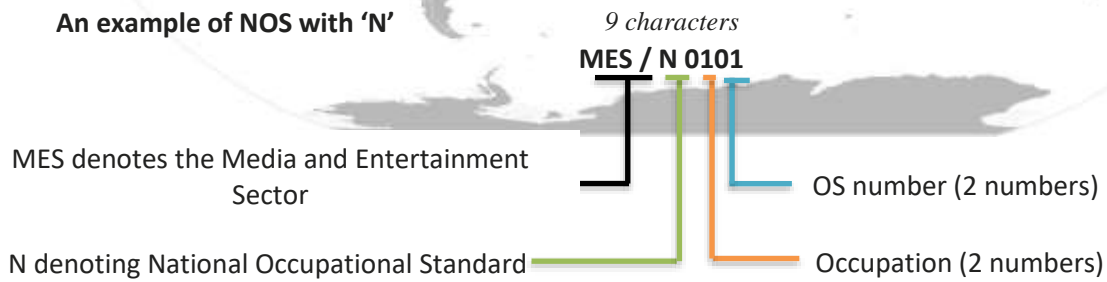 An example of NOS with ‘N’
9 characters
MES / N 0101
MES denotes the Media and Entertainment
Sector
OS number (2 numbers)
N denoting National Occupational Standard
Occupation (2 numbers)